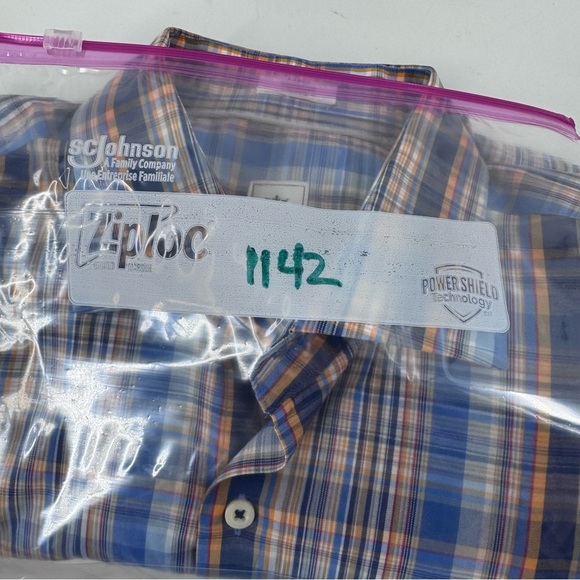 scJohnson
A Family Company
Une Entreprise Familiale
Ziploc
1142
POWER SHIELD
Technology